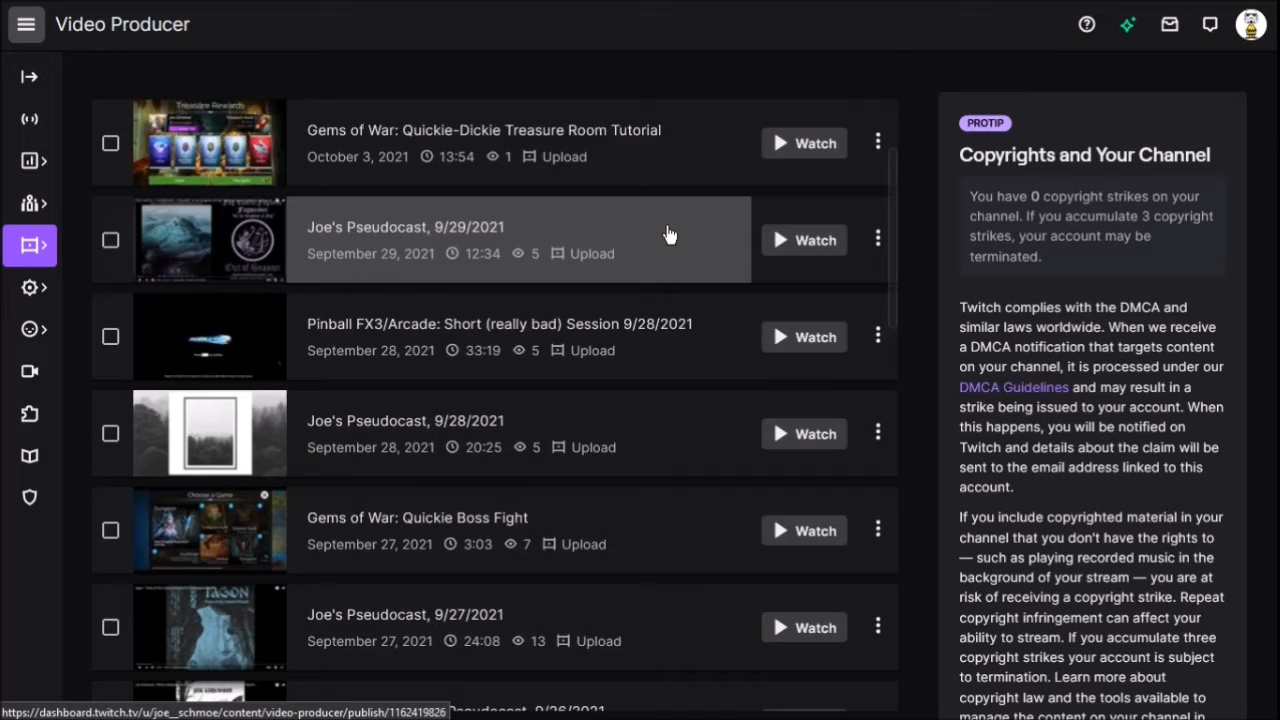 Video Producer
Treasure Rewards
Gems of War: Quickie-Dickie Treasure Room Tutorial
October 3, 2021 13:54 1 Upload
Watch
Joe's Pseudocast, 9/29/2021
September 29, 2021 12:34 5 Upload
Watch
Pinball FX3/Arcade: Short (really bad) Session 9/28/2021
September 28, 2021 33:19 5 Upload
Watch
Joe's Pseudocast, 9/28/2021
September 28, 2021 20:25 5 Upload
Watch
Choose a Game
Gems of War: Quickie Boss Fight
September 27, 2021 3:03 7 Upload
Watch
Joe's Pseudocast, 9/27/2021
September 27, 2021 24:08 13 Upload
Watch
PROTIP
Copyrights and Your Channel
You have 0 copyright strikes on your
channel. If you accumulate 3 copyright
strikes, your account may be
terminated.
Twitch complies with the DMCA and
similar laws worldwide. When we receive
a DMCA notification that targets content
on your channel, it is processed under our
DMCA Guidelines and may result in a
strike being issued to your account. When
this happens, you will be notified on
Twitch and details about the claim will be
sent to the email address linked to this
account.
If you include copyrighted material in your
channel that you don't have the rights to
— such as playing recorded music in the
background of your stream — you are at
risk of receiving a copyright strike. Repeat
copyright infringement can affect your
ability to stream. If you accumulate three
copyright strikes your account is subject
to termination. Learn more about
copyright law and the tools available to
manage the content on your channel in
https://dashboard.twitch.tv/u/joe__schmoe/content/video-producer/publish/1162419826